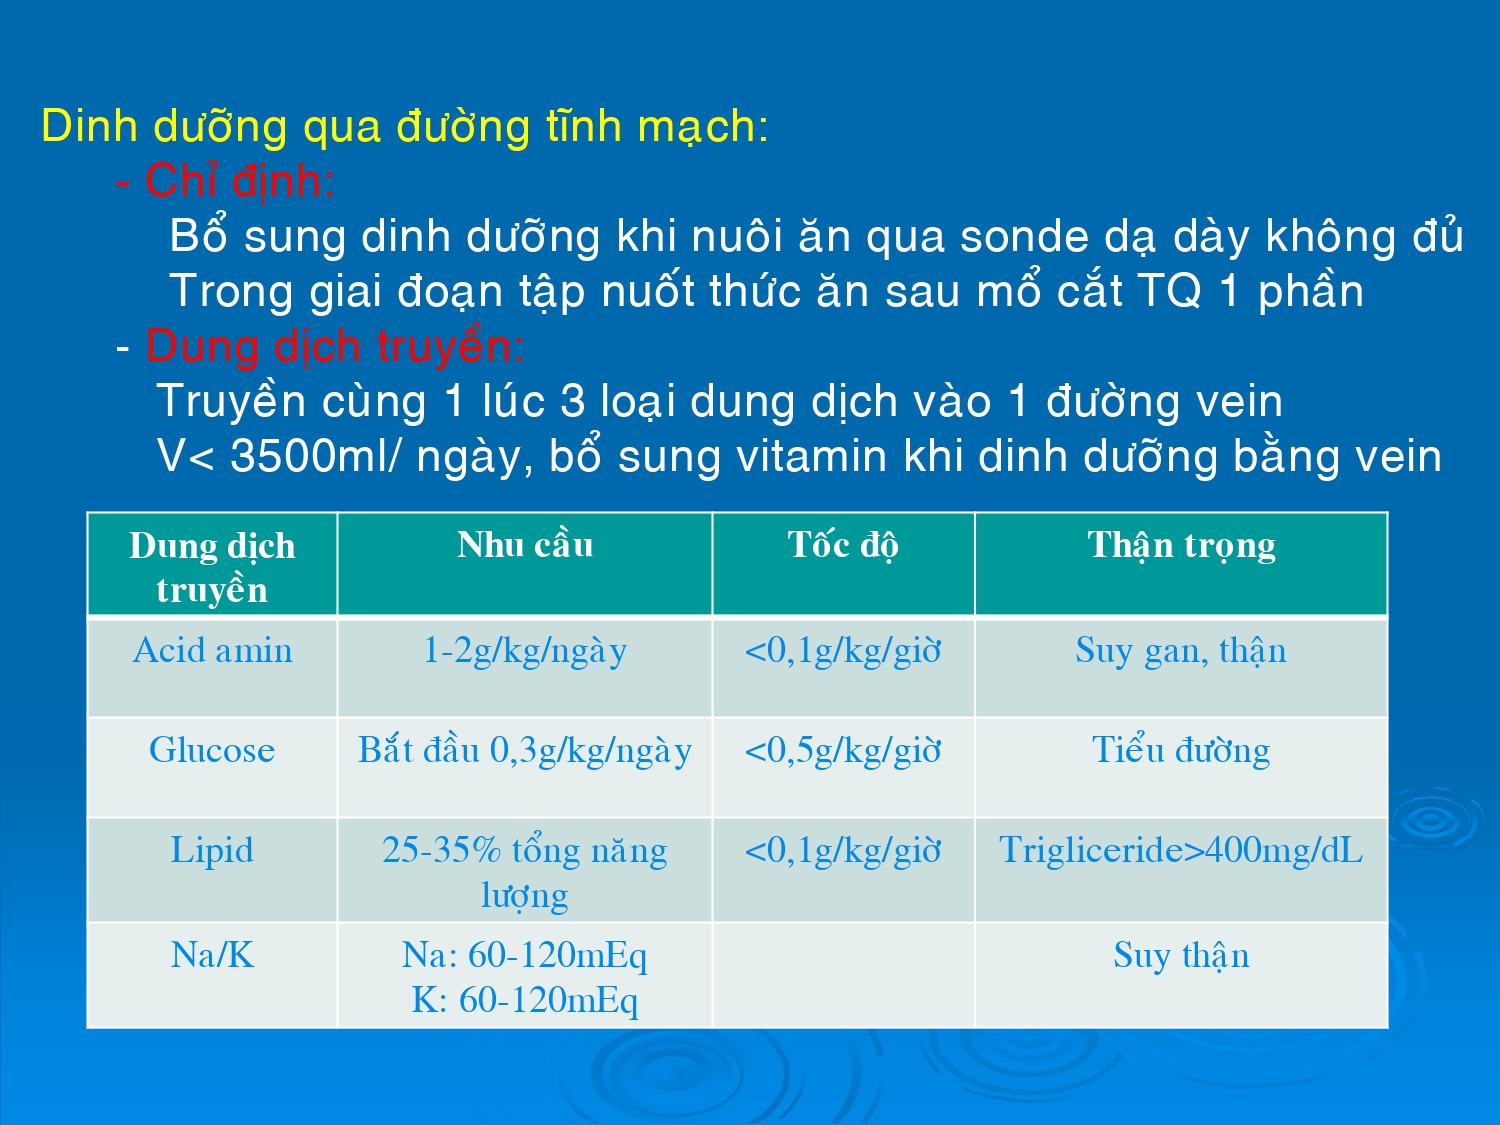 Dinh dưỡng qua đường tĩnh mạch:
- Chỉ định:
Bổ sung dinh dưỡng khi nuôi ăn qua sonde dạ dày không đủ
Trong giai đoạn tập nuốt thức ăn sau mổ cắt TQ 1 phần
- Dung dịch truyền:
Truyền cùng 1 lúc 3 loại dung dịch vào 1 đường vein
V< 3500ml/ ngày, bổ sung vitamin khi dinh dưỡng bằng vein
Dung dịch truyền Nhu cầu Tốc độ Thận trọng
Acid amin 1-2g/kg/ngày <0,1g/kg/giờ Suy gan, thận
Glucose Bắt đầu 0,3g/kg/ngày <0,5g/kg/giờ Tiểu đường
Lipid 25-35% tổng năng lượng <0,1g/kg/giờ Trigliceride>400mg/dL
Na/K Na: 60-120mEq K: 60-120mEq Suy thận